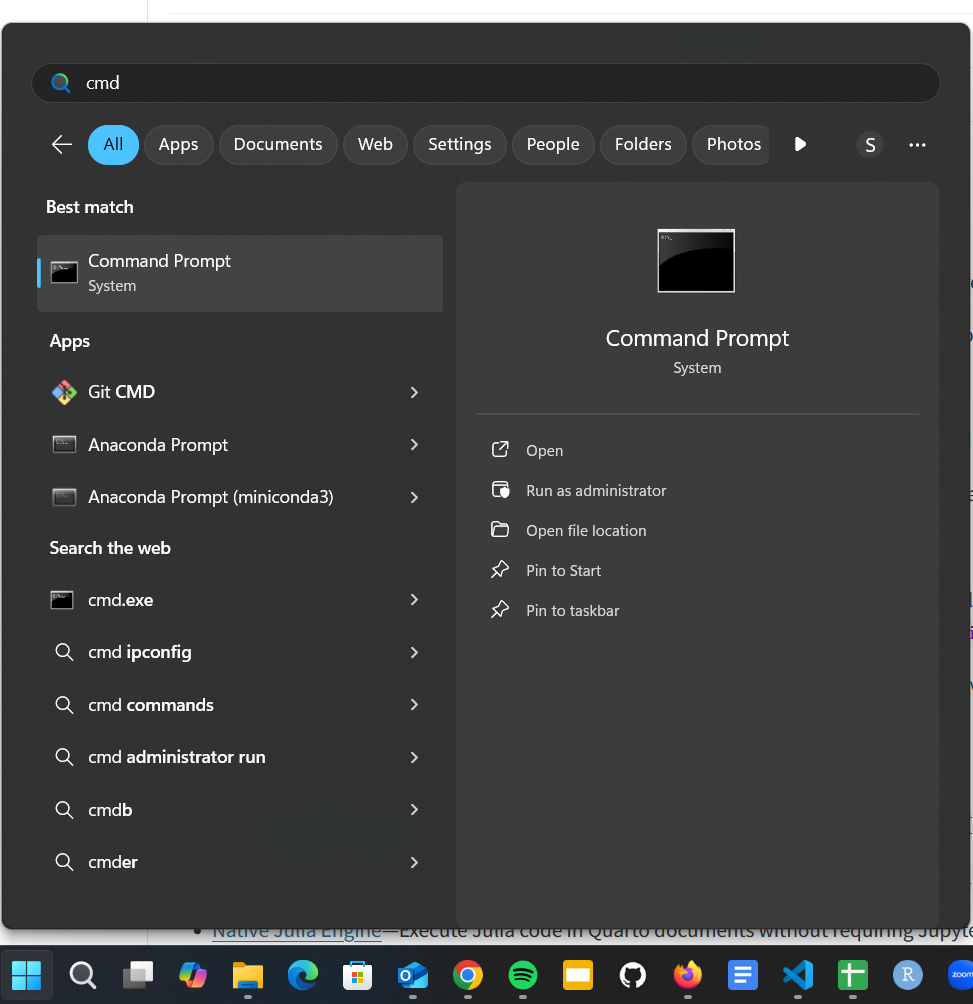 cmd
All Apps Documents Web Settings People Folders Photos S
Best match
Command Prompt
System
Apps
Git CMD
Anaconda Prompt
Anaconda Prompt (miniconda3)
Search the web
cmd.exe
cmd ipconfig
cmd commands
cmd administrator run
cmdb
cmder
Command Prompt
System
Open
Run as administrator
Open file location
Pin to Start
Pin to taskbar
Native Julia Engine—Execute Julia code in Quarto documents without requiring Jupyte
R
zoom